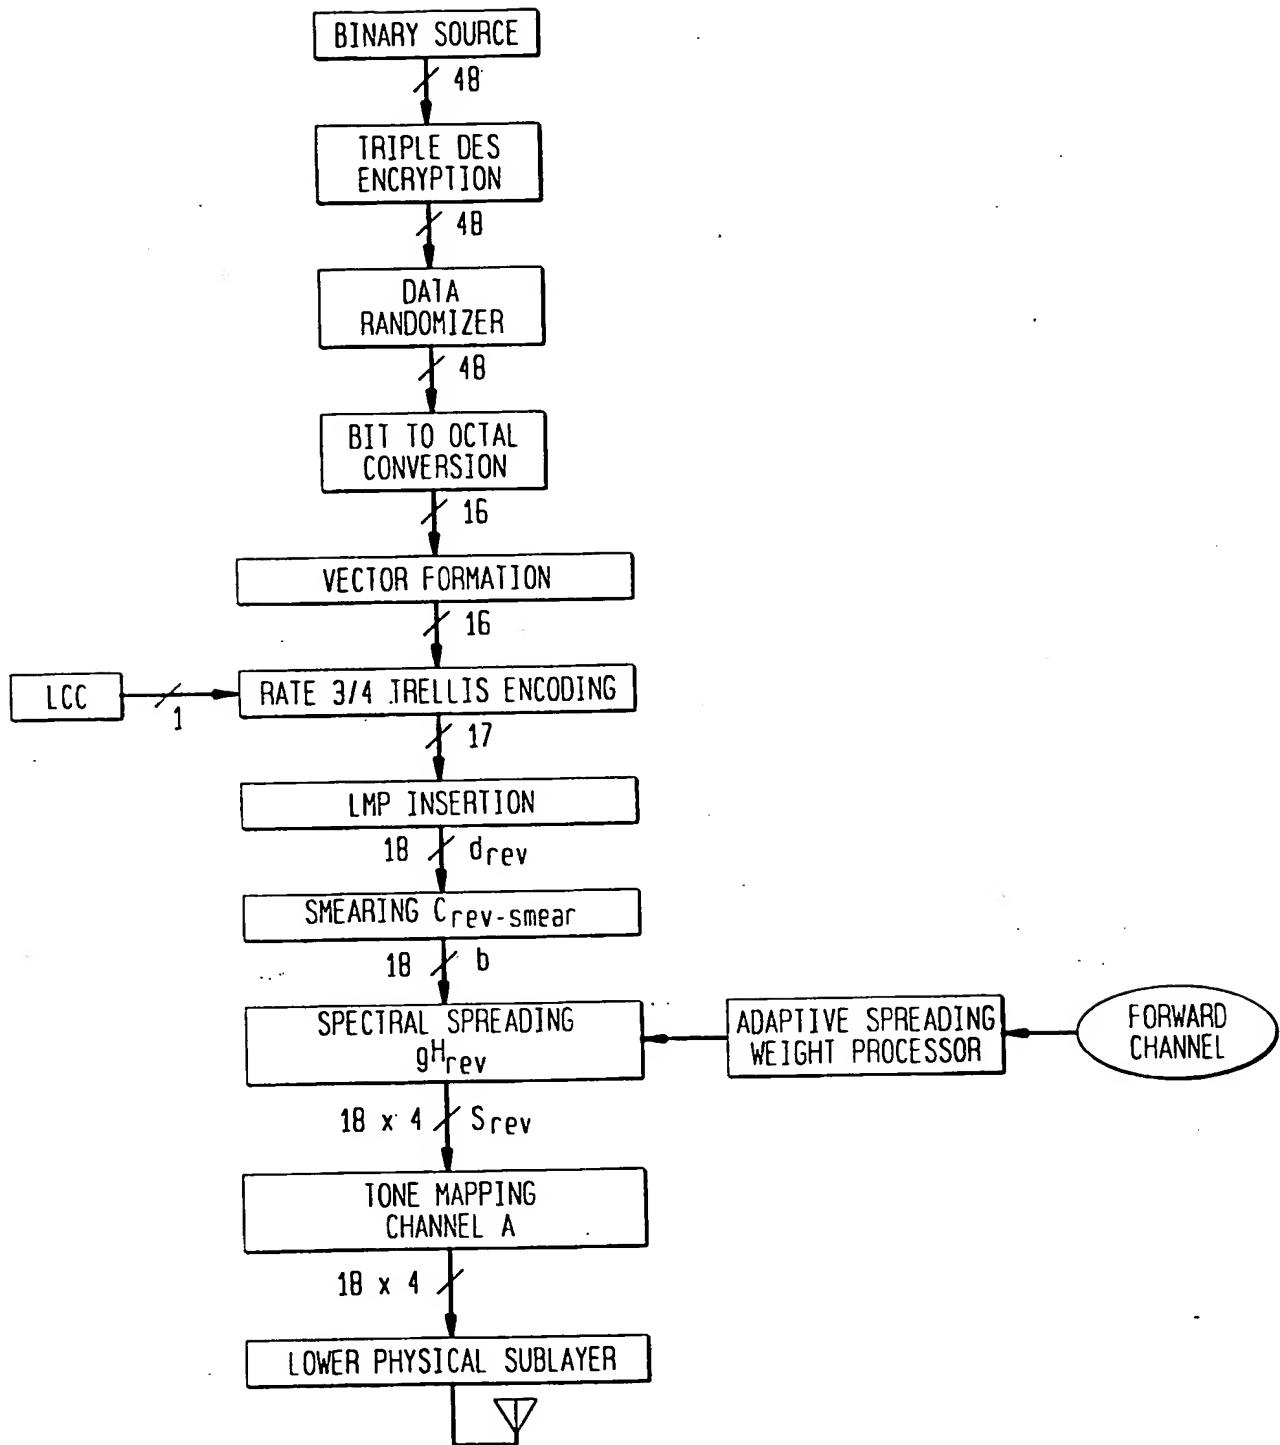 BINARY SOURCE
48
TRIPLE DES
ENCRYPTION
48
DATA
RANDOMIZER
48
BIT TO OCTAL
CONVERSION
16
VECTOR FORMATION
16
LCC
1
RATE 3/4 TRELLIS ENCODING
17
LMP INSERTION
18 drev
SMEARING Crev-smear
18 b
SPECTRAL SPREADING
gHrev
ADAPTIVE SPREADING
WEIGHT PROCESSOR
FORWARD
CHANNEL
18 x 4 Srev
TONE MAPPING
CHANNEL A
18 x 4
LOWER PHYSICAL SUBLAYER